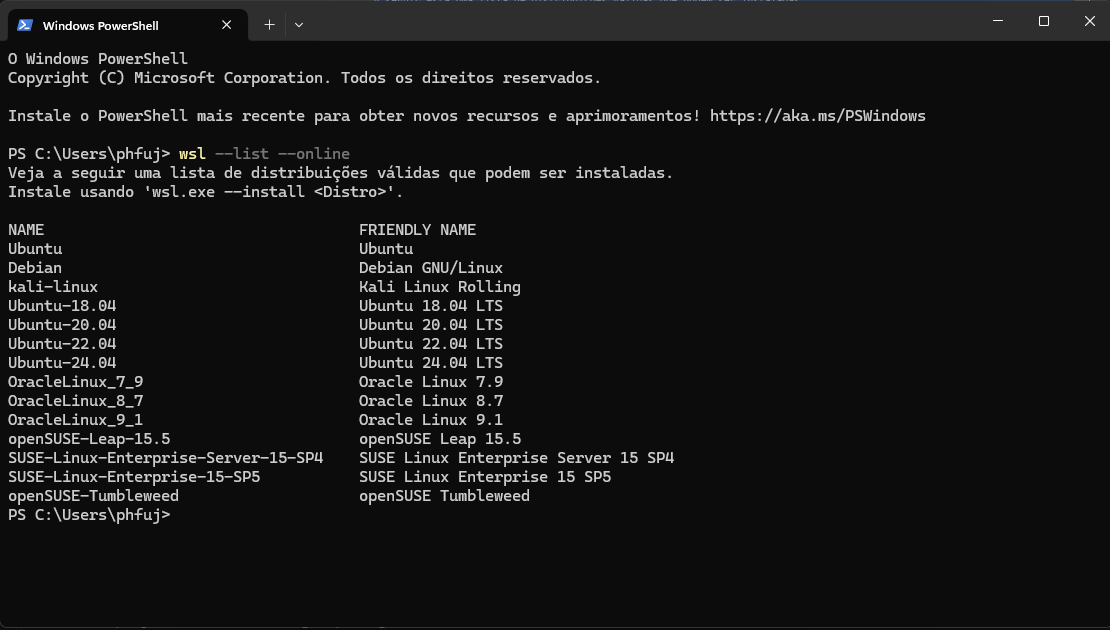 Windows PowerShell
O Windows PowerShell
Copyright (C) Microsoft Corporation. Todos os direitos reservados.
Instale o PowerShell mais recente para obter novos recursos e aprimoramentos! https://aka.ms/PSWindows
PS C:\Users\phfuj> wsl --list --online
Veja a seguir uma lista de distribuições válidas que podem ser instaladas.
Instale usando 'wsl.exe --install <Distro>'.
NAME FRIENDLY NAME
Ubuntu Ubuntu
Debian Debian GNU/Linux
kali-linux Kali Linux Rolling
Ubuntu-18.04 Ubuntu 18.04 LTS
Ubuntu-20.04 Ubuntu 20.04 LTS
Ubuntu-22.04 Ubuntu 22.04 LTS
Ubuntu-24.04 Ubuntu 24.04 LTS
OracleLinux_7_9 Oracle Linux 7.9
OracleLinux_8_7 Oracle Linux 8.7
OracleLinux_9_1 Oracle Linux 9.1
openSUSE-Leap-15.5 openSUSE Leap 15.5
SUSE-Linux-Enterprise-Server-15-SP4 SUSE Linux Enterprise Server 15 SP4
SUSE-Linux-Enterprise-15-SP5 SUSE Linux Enterprise 15 SP5
openSUSE-Tumbleweed openSUSE Tumbleweed
PS C:\Users\phfuj>